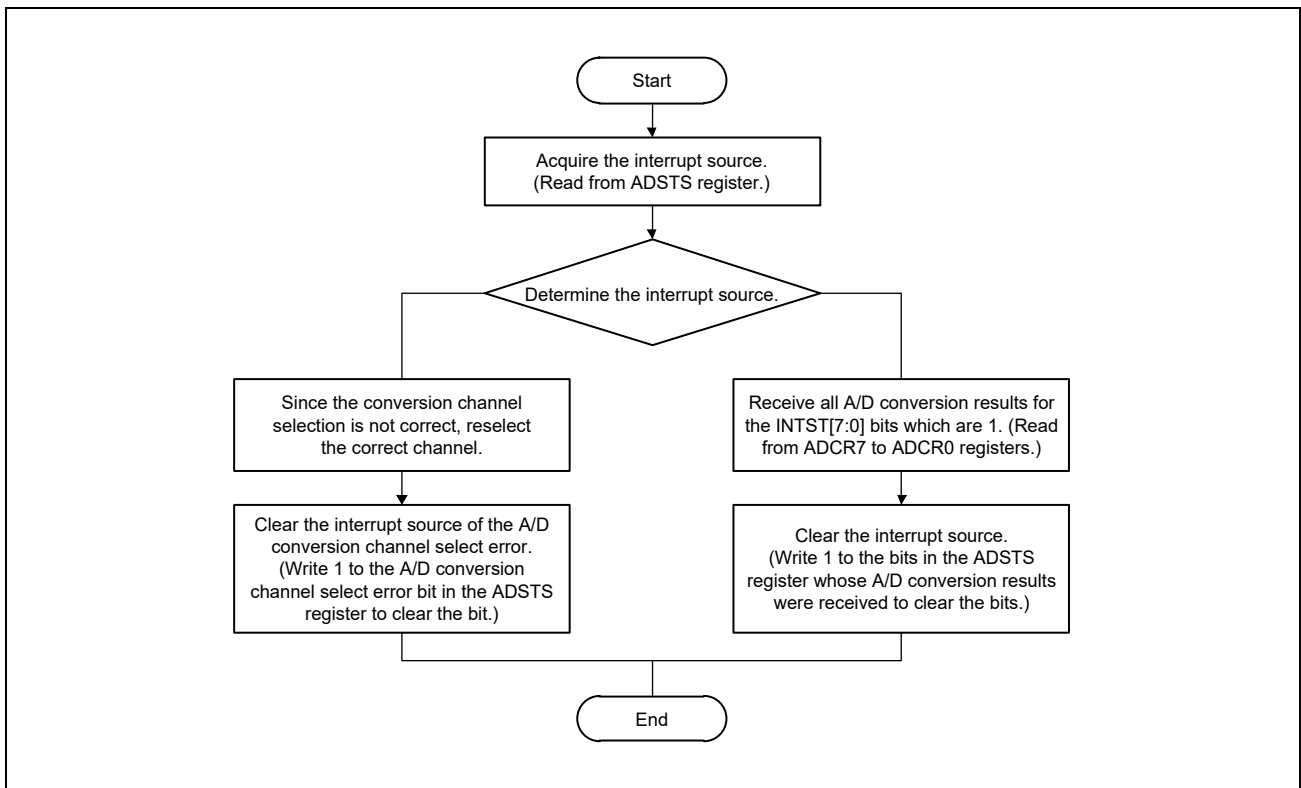 Start
Acquire the interrupt source.
(Read from ADSTS register.)
Determine the interrupt source.
Since the conversion channel
selection is not correct, reselect
the correct channel.
Receive all A/D conversion results for
the INTST[7:0] bits which are 1. (Read
from ADCR7 to ADCR0 registers.)
Clear the interrupt source of the A/D
conversion channel select error.
(Write 1 to the A/D conversion
channel select error bit in the ADSTS
register to clear the bit.)
Clear the interrupt source.
(Write 1 to the bits in the ADSTS
register whose A/D conversion results
were received to clear the bits.)
End